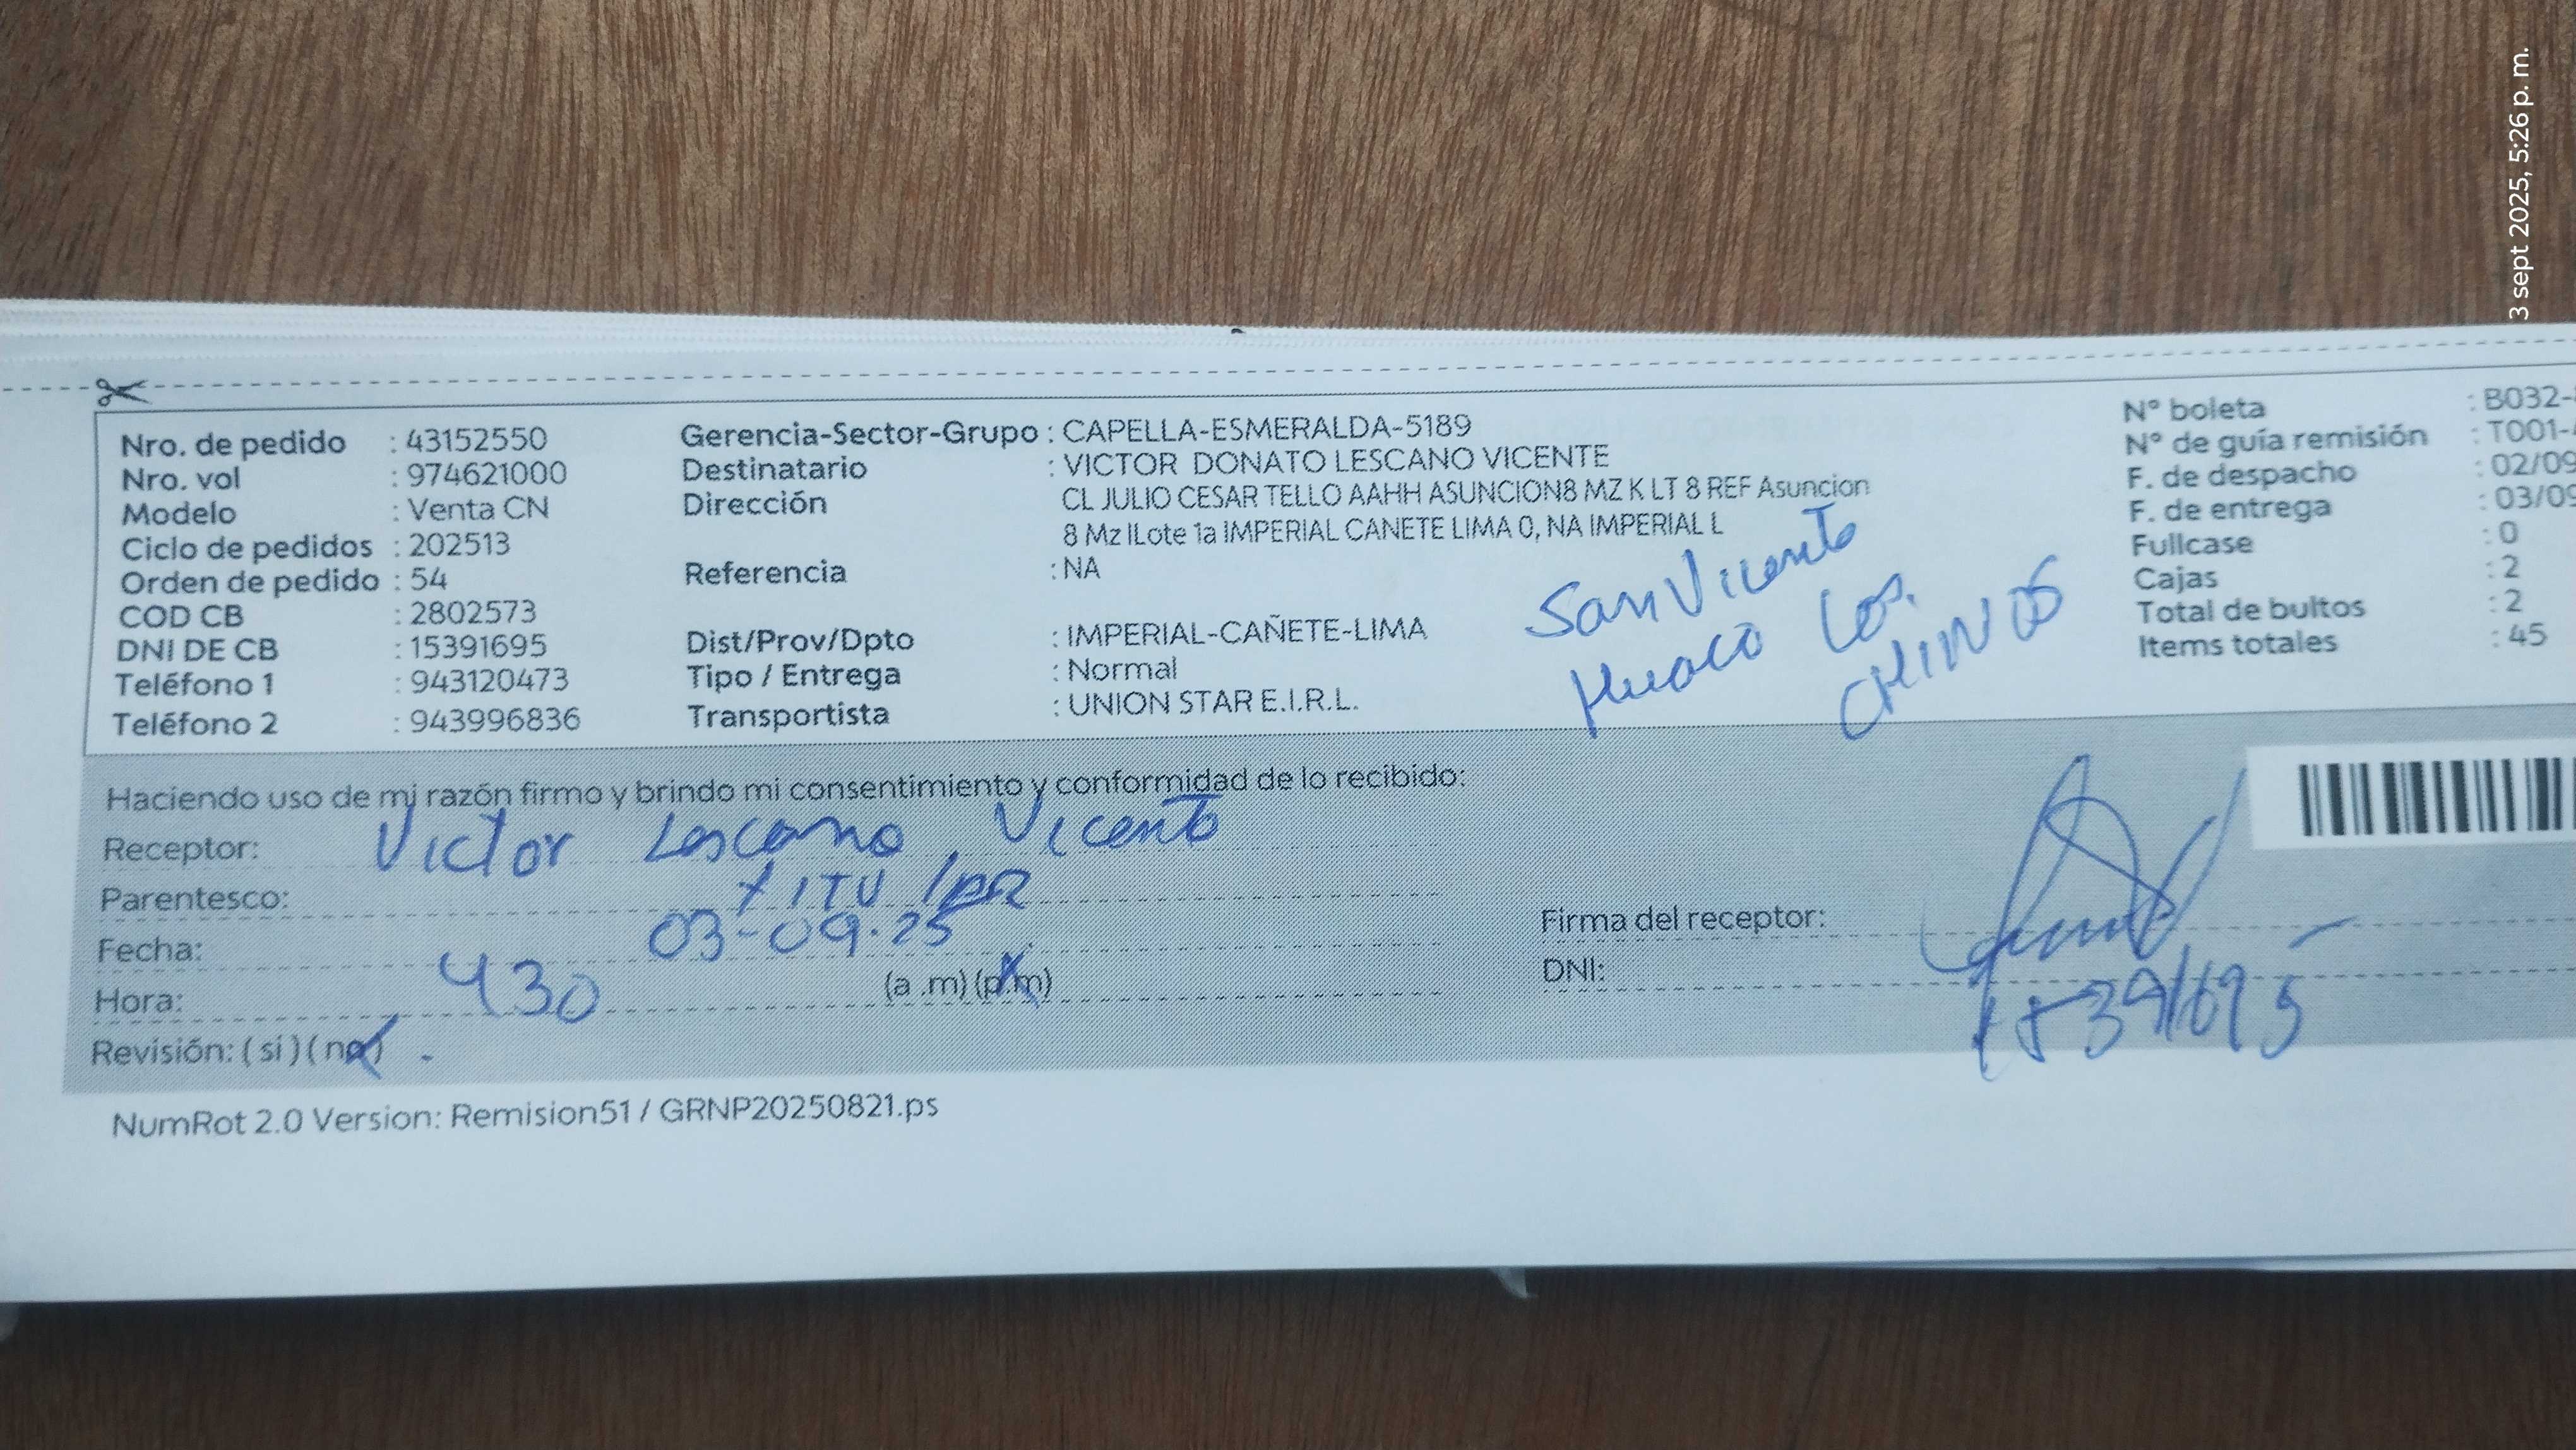 3 sept 2025, 5:26 p. m.
Nro. de pedido : 43152550
Nro. vol : 974621000
Modelo : Venta CN
Ciclo de pedidos : 202513
Orden de pedido : 54
COD CB : 2802573
DNI DE CB : 15391695
Teléfono 1 : 943120473
Teléfono 2 : 943996836
Gerencia-Sector-Grupo : CAPELLA-ESMERALDA-5189
Destinatario : VICTOR DONATO LESCANO VICENTE
Dirección CL JULIO CESAR TELLO AAHH ASUNCION8 MZ K LT 8 REF Asuncion
8 Mz lLote 1a IMPERIAL CANETE LIMA 0, NA IMPERIAL L
Referencia : NA
Dist/Prov/Dpto : IMPERIAL-CAÑETE-LIMA
Tipo / Entrega : Normal
Transportista : UNION STAR E.I.R.L.
San Vicente
Huaco Los
CHINOS
N° boleta : B032-
N° de guía remisión : T001-
F. de despacho : 02/09
F. de entrega : 03/09
Fullcase : 0
Cajas : 2
Total de bultos : 2
Items totales : 45
Haciendo uso de mi razón firmo y brindo mi consentimiento y conformidad de lo recibido:
Receptor: Victor Lescano Vicente
Parentesco:
Fecha: 03-09-25
Hora: 430 (a .m) (p.m)
Revisión: ( si ) ( no )
Firma del receptor:
DNI: 15391695
NumRot 2.0 Version: Remision51 / GRNP20250821.ps